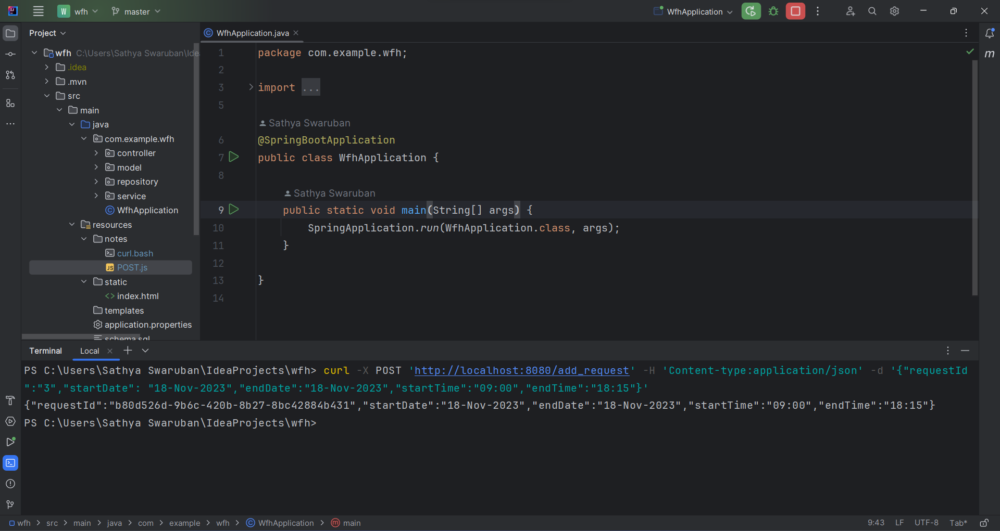 W wfh master WfhApplication
Project
WfhApplication.java
wfh C:\Users\Sathya Swaruban\Ide
.idea
.mvn
src
main
java
com.example.wfh
controller
model
repository
service
WfhApplication
resources
notes
curl.bash
JS POST.js
static
index.html
templates
application.properties
schema.sql
1 package com.example.wfh;
2
3 import ...
5
Sathya Swaruban
6 @SpringBootApplication
7 public class WfhApplication {
8
Sathya Swaruban
9 public static void main(String[] args) {
10 SpringApplication.run(WfhApplication.class, args);
11 }
12
13 }
14
m
Terminal Local
PS C:\Users\Sathya Swaruban\IdeaProjects\wfh> curl -X POST 'http://localhost:8080/add_request' -H 'Content-type:application/json' -d '{"requestId
":"3","startDate": "18-Nov-2023","endDate":"18-Nov-2023","startTime":"09:00","endTime":"18:15"}'
{"requestId":"b80d526d-9b6c-420b-8b27-8bc42884b431","startDate":"18-Nov-2023","endDate":"18-Nov-2023","startTime":"09:00","endTime":"18:15"}
PS C:\Users\Sathya Swaruban\IdeaProjects\wfh>
wfh > src > main > java > com > example > wfh > WfhApplication > main 9:43 LF UTF-8 Tab*